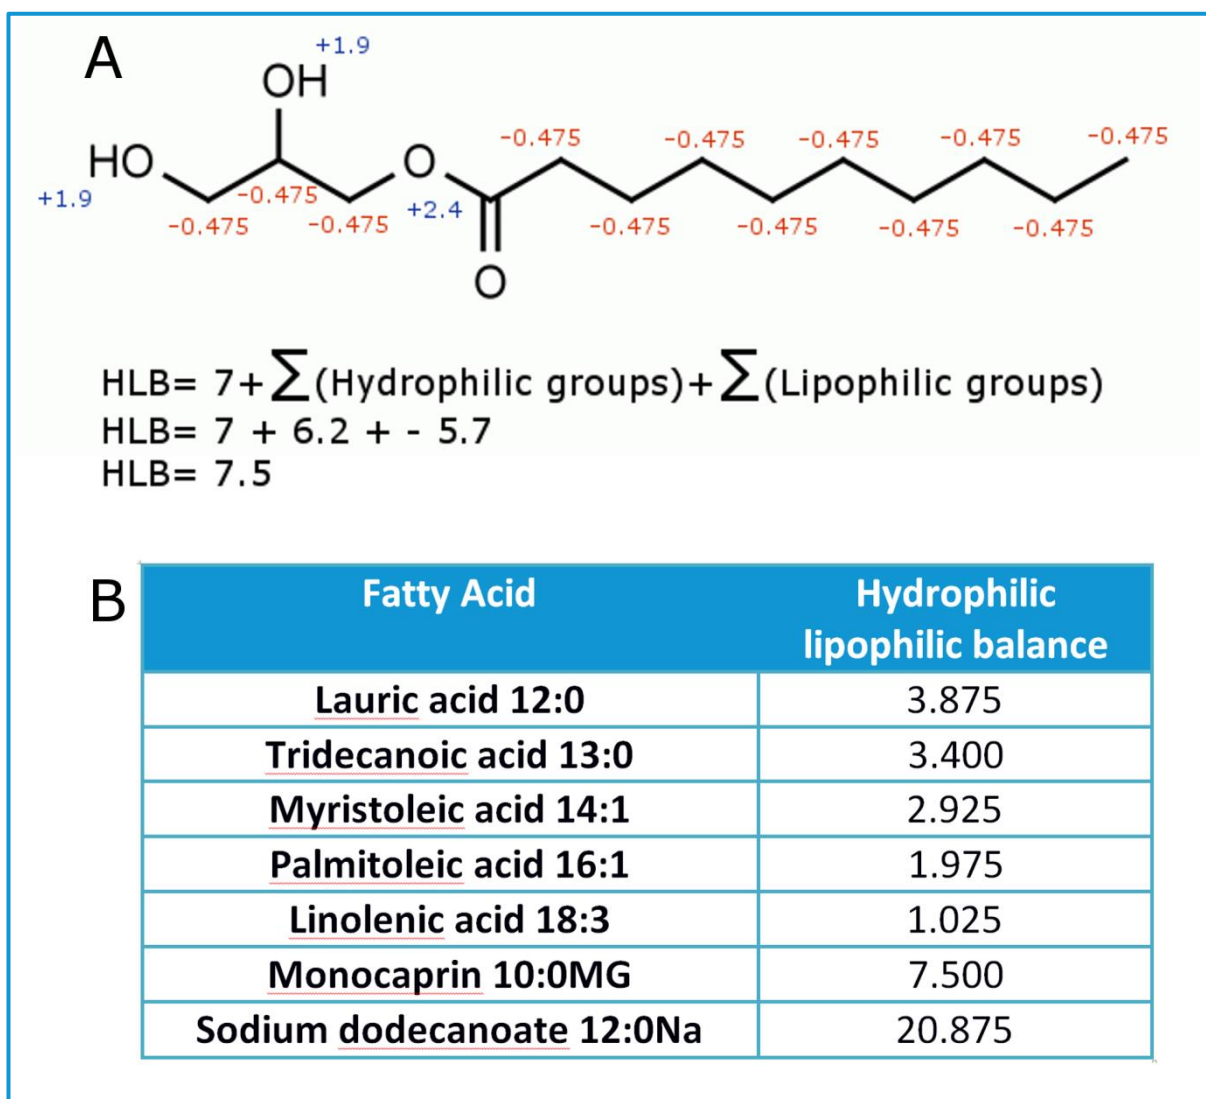 A
+1.9
OH
HO
O
+1.9
-0.475
-0.475
-0.475
+2.4
-0.475
-0.475
-0.475
-0.475
-0.475
-0.475
-0.475
-0.475
-0.475
O
HLB= 7+∑(Hydrophilic groups)+∑(Lipophilic groups)
HLB= 7 + 6.2 + - 5.7
HLB= 7.5
B
Fatty Acid
Hydrophilic
lipophilic balance
Lauric acid 12:0 3.875
Tridecanoic acid 13:0 3.400
Myristoleic acid 14:1 2.925
Palmitoleic acid 16:1 1.975
Linolenic acid 18:3 1.025
Monocaprin 10:0MG 7.500
Sodium dodecanoate 12:0Na 20.875